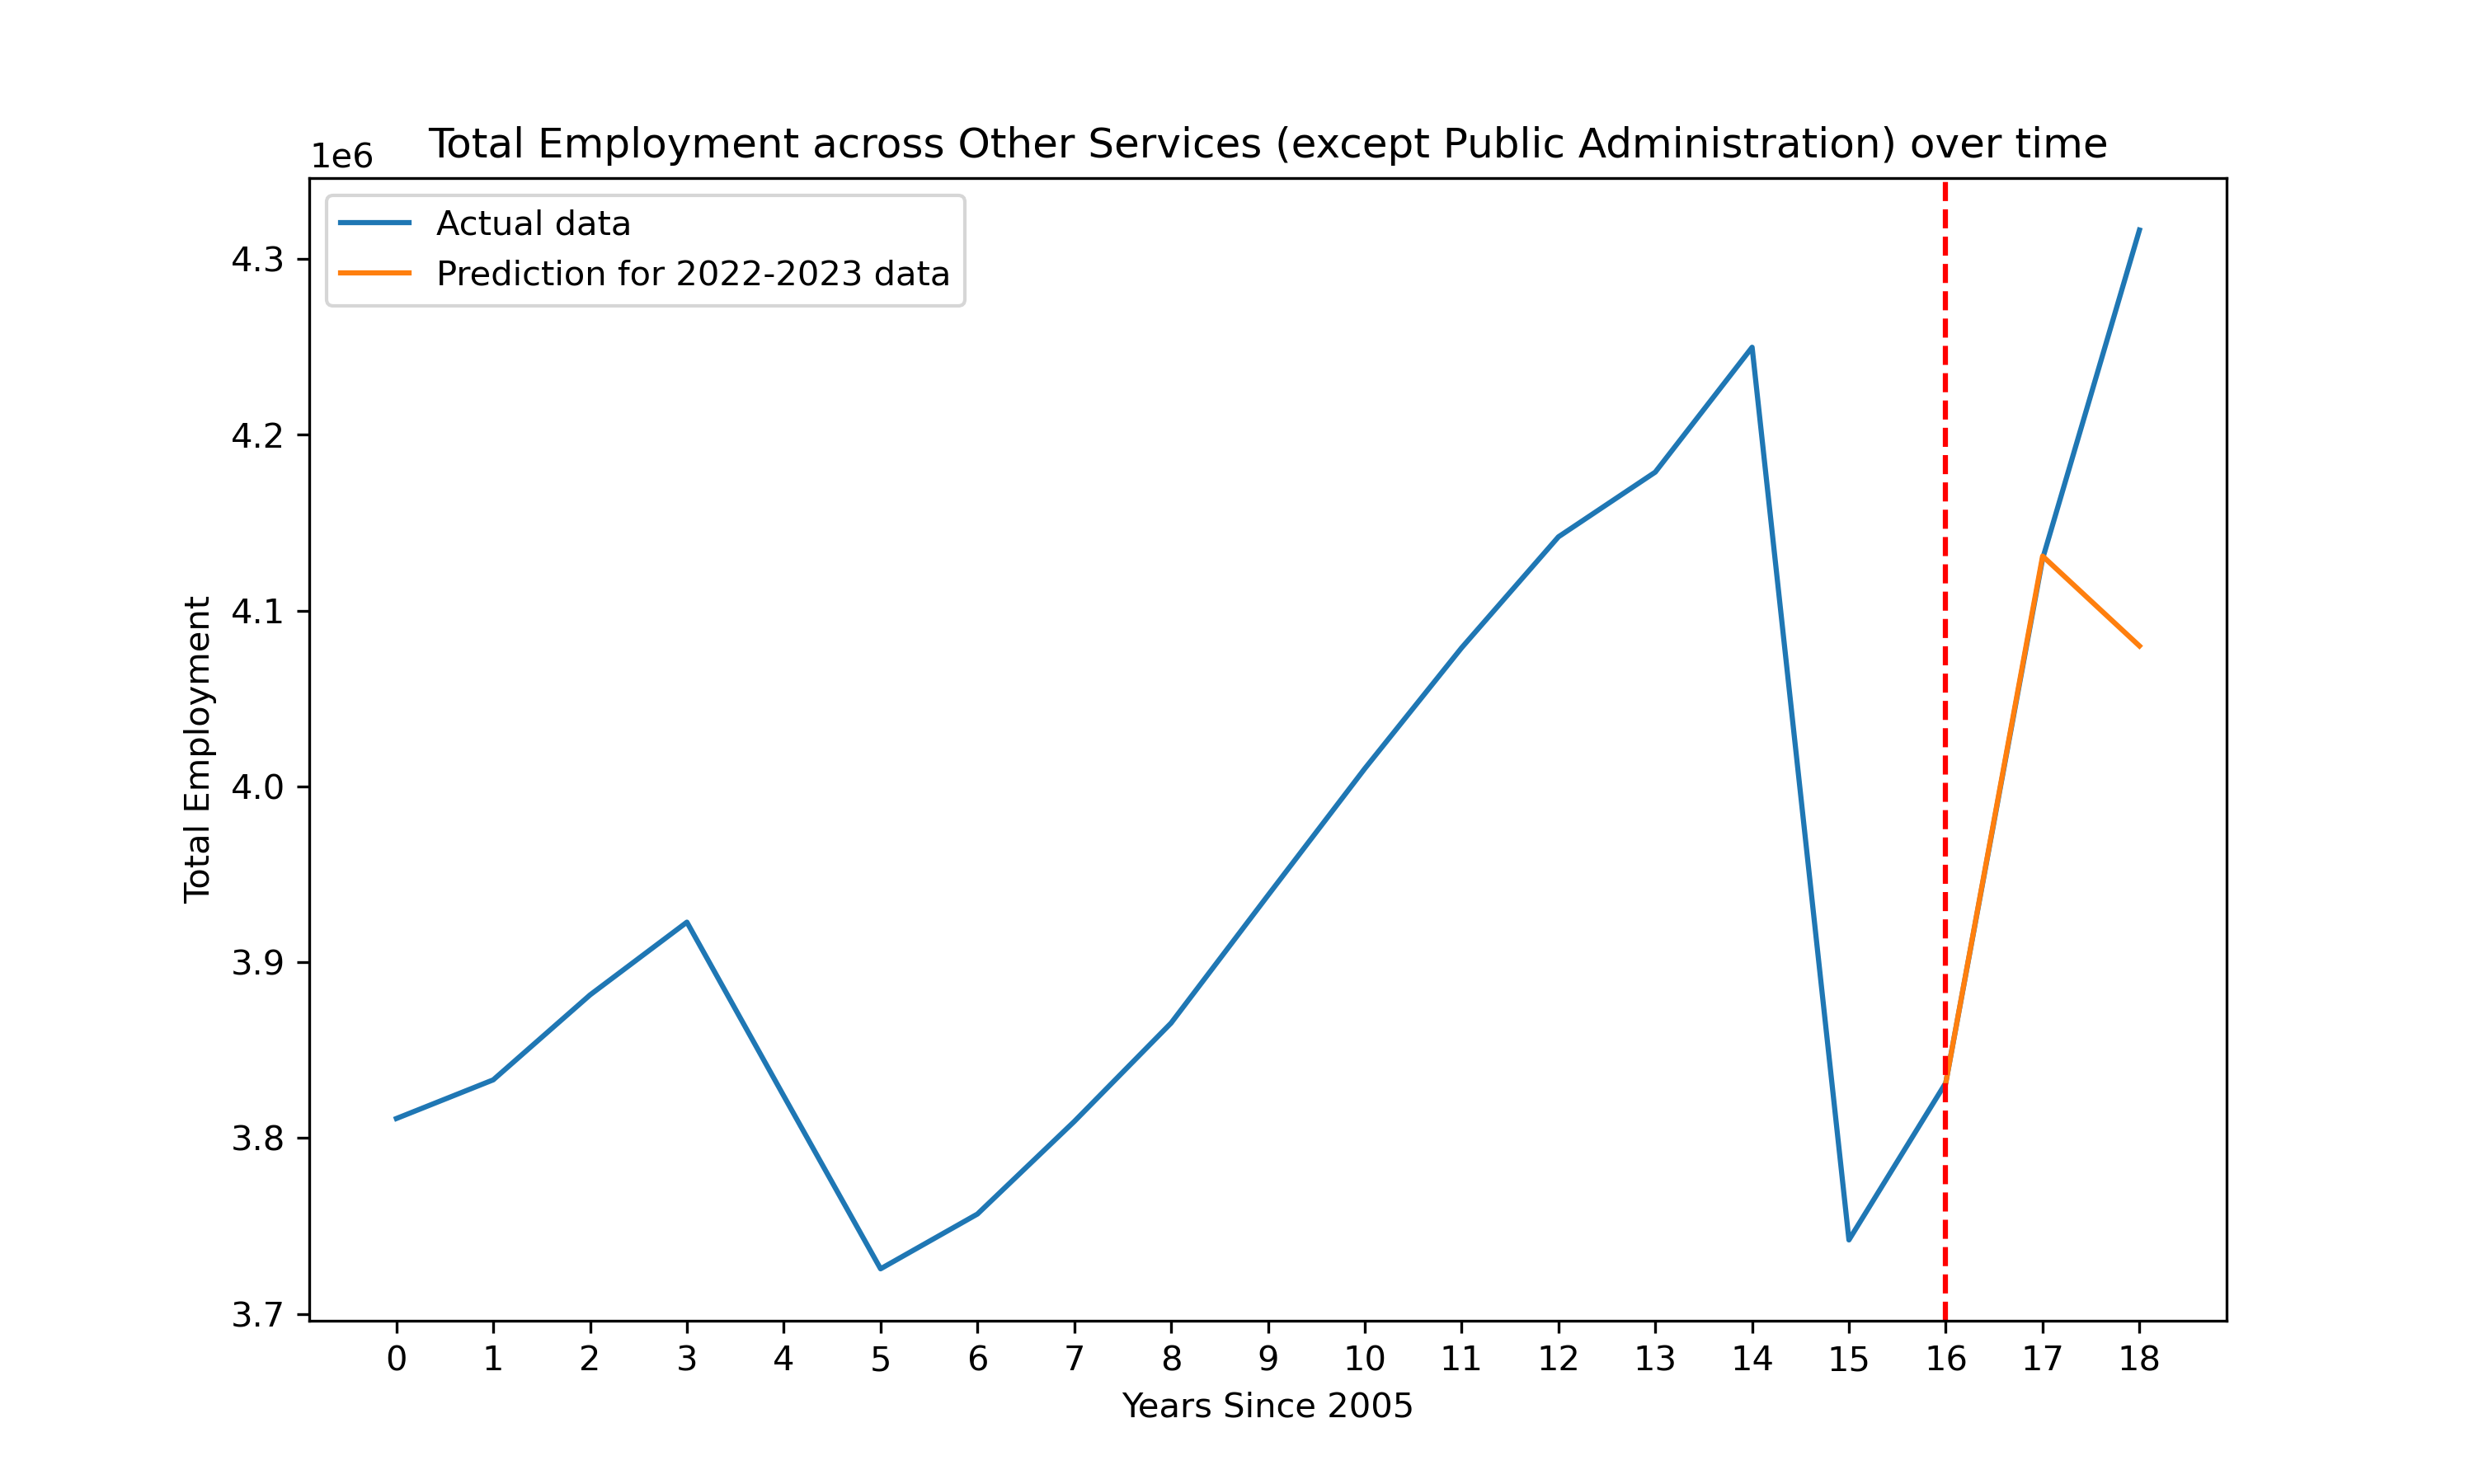 Total Employment across Other Services (except Public Administration) over time
1e6
Actual data
Prediction for 2022-2023 data
4.3
4.2
4.1
4.0
3.9
3.8
3.7
Total Employment
0 1 2 3 4 5 6 7 8 9 10 11 12 13 14 15 16 17 18
Years Since 2005